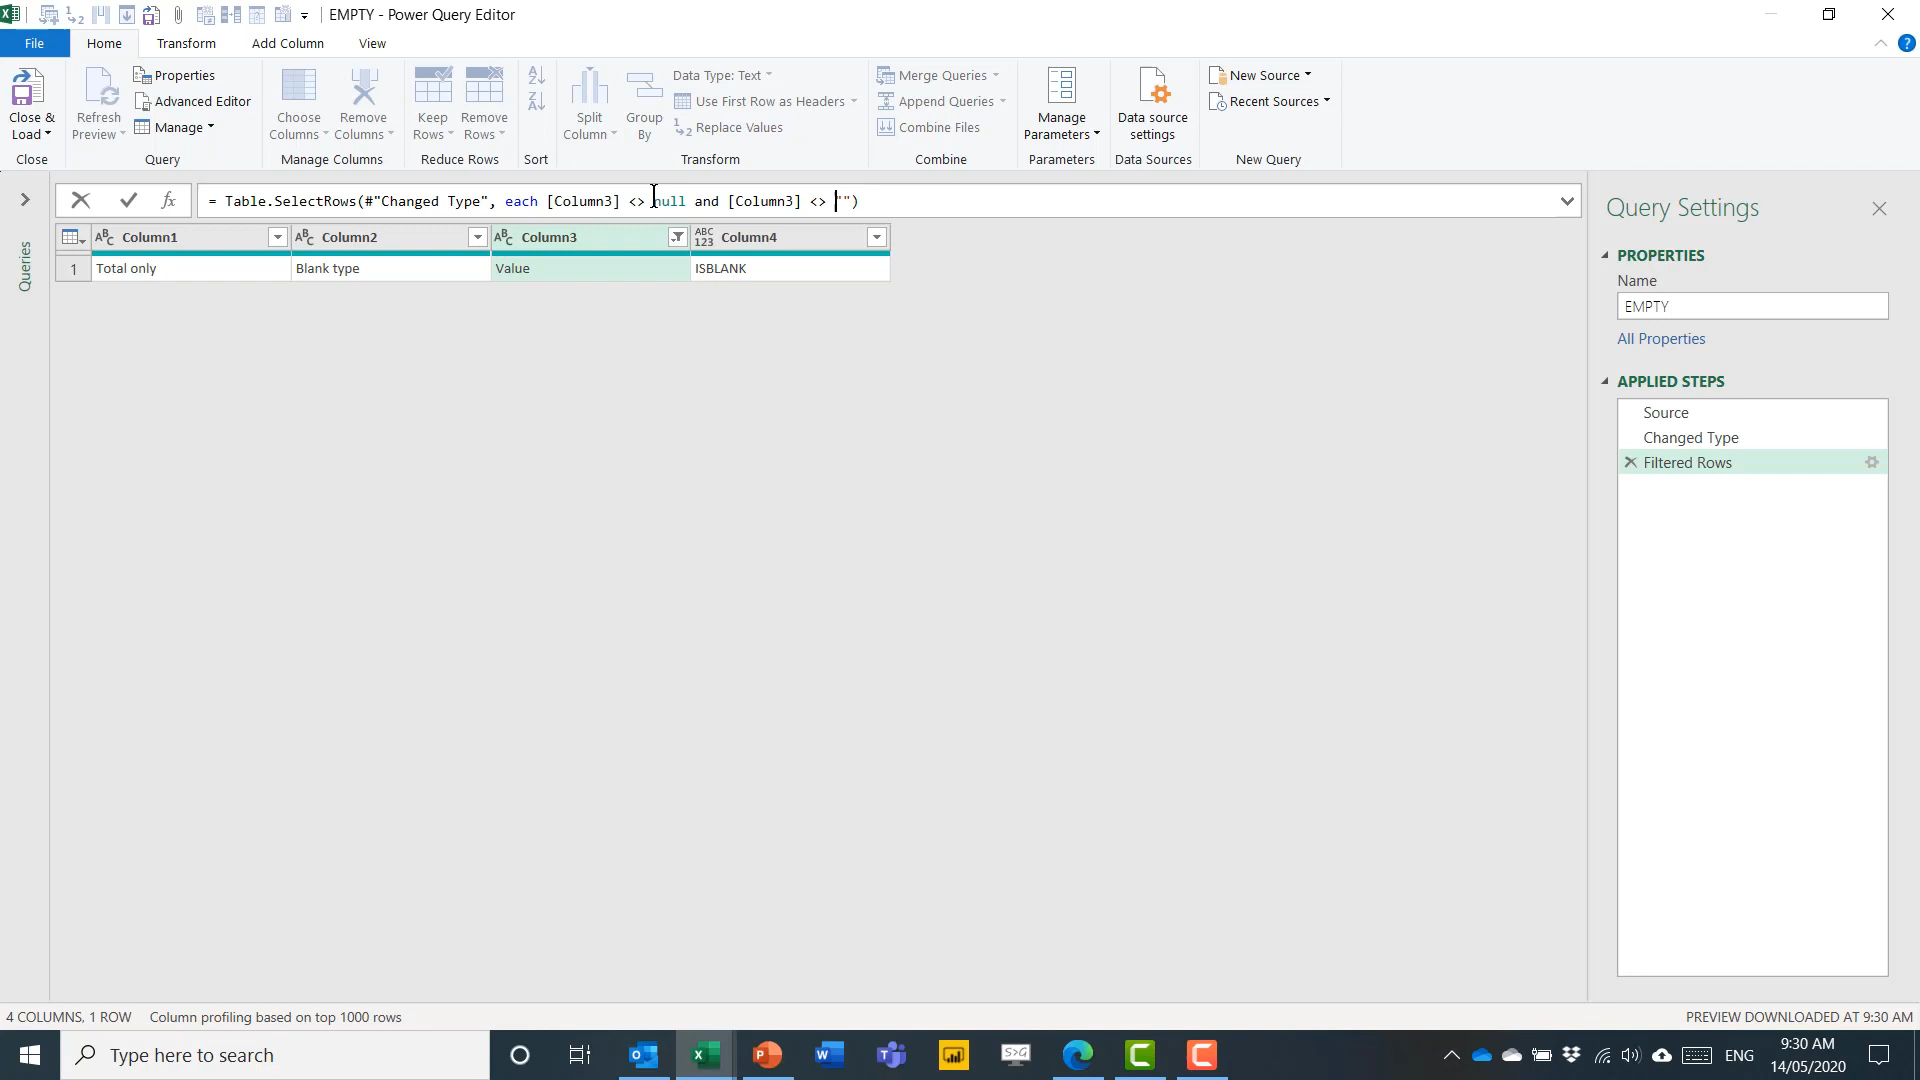 EMPTY - Power Query Editor
File Home Transform Add Column View
Close & Load
Close
Refresh Preview
Properties
Advanced Editor
Manage
Query
Choose Columns
Remove Columns
Manage Columns
Keep Rows
Remove Rows
Reduce Rows
Sort
Split Column
Group By
Data Type: Text
Use First Row as Headers
Replace Values
Transform
Merge Queries
Append Queries
Combine Files
Combine
Manage Parameters
Parameters
Data source settings
Data Sources
New Source
Recent Sources
New Query
= Table.SelectRows(#"Changed Type", each [Column3] <> null and [Column3] <> "")
Queries
Column1 Column2 Column3 Column4
1 Total only Blank type Value ISBLANK
Query Settings
PROPERTIES
Name
EMPTY
All Properties
APPLIED STEPS
Source
Changed Type
Filtered Rows
4 COLUMNS, 1 ROW Column profiling based on top 1000 rows
PREVIEW DOWNLOADED AT 9:30 AM
Type here to search
ENG
9:30 AM
14/05/2020